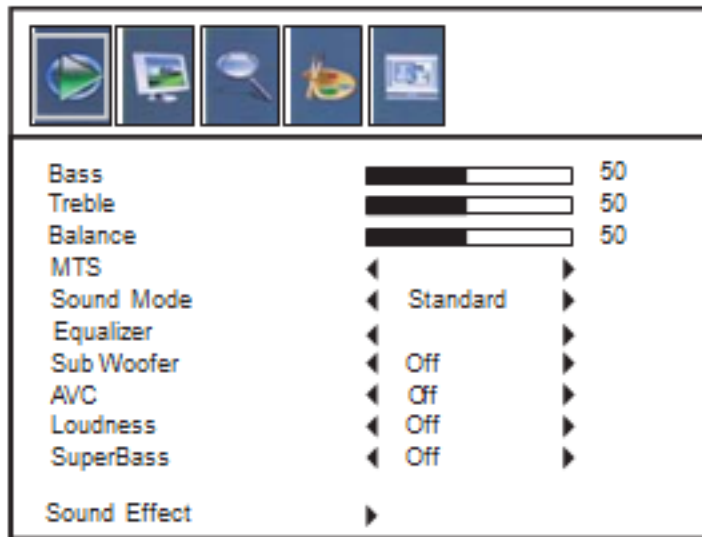 Bass 50
Treble 50
Balance 50
MTS
Sound Mode Standard
Equalizer
Sub Woofer Off
AVC Off
Loudness Off
SuperBass Off
Sound Effect